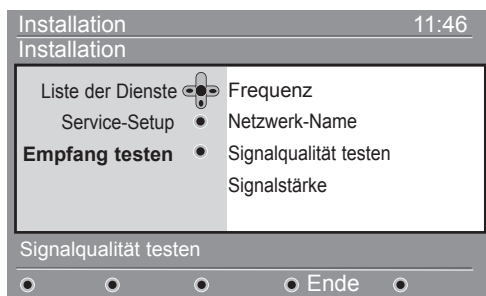 Installation 11:46
Installation
Liste der Dienste Frequenz
Service-Setup Netzwerk-Name
Empfang testen Signalqualität testen
Signalstärke
Signalqualität testen
Ende